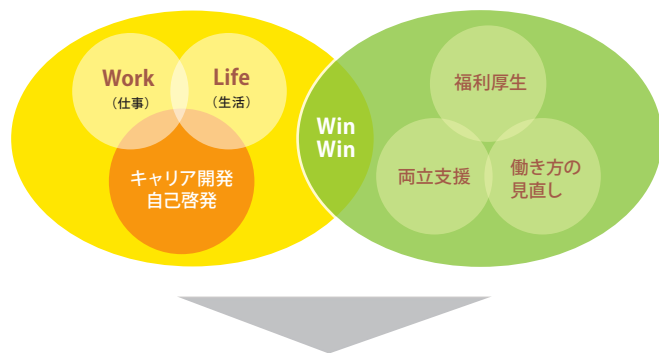 Work
(仕事)
Life
(生活)
キャリア開発
自己啓発
Win
Win
福利厚生
両立支援
働き方の
見直し